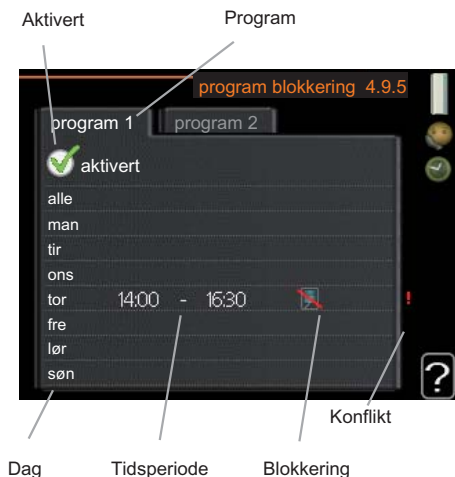 Aktivert Program
program blokkering 4.9.5
program 1 program 2
aktivert
alle
man
tir
ons
tor 14:00 - 16:30 !
fre
lør
søn
?
Konflikt
Dag Tidsperiode Blokkering